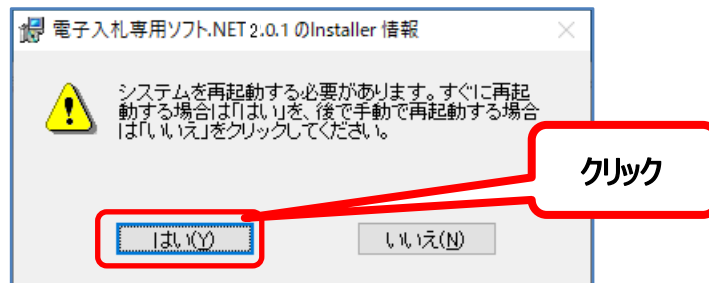 電子入札専用ソフト.NET2.0.1 のInstaller 情報
システムを再起動する必要があります。すぐに再起
動する場合は「はい」を、後で手動で再起動する場合
は「いいえ」をクリックしてください。
クリック
はい(Y)
いいえ(N)